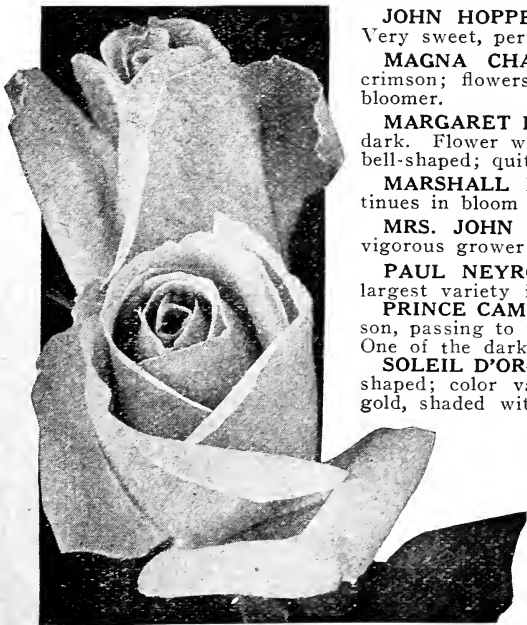 JOHN HOPPE
Very sweet, per
MAGNA CHA
crimson; flowers
bloomer.
MARGARET
dark. Flower w
bell-shaped; quit
MARSHALL
tinues in bloom
MRS. JOHN
vigorous grower
PAUL NEYR
largest variety i
PRINCE CAM
son, passing to
One of the dark
SOLEIL D'OR
shaped; color va
gold, shaded wit